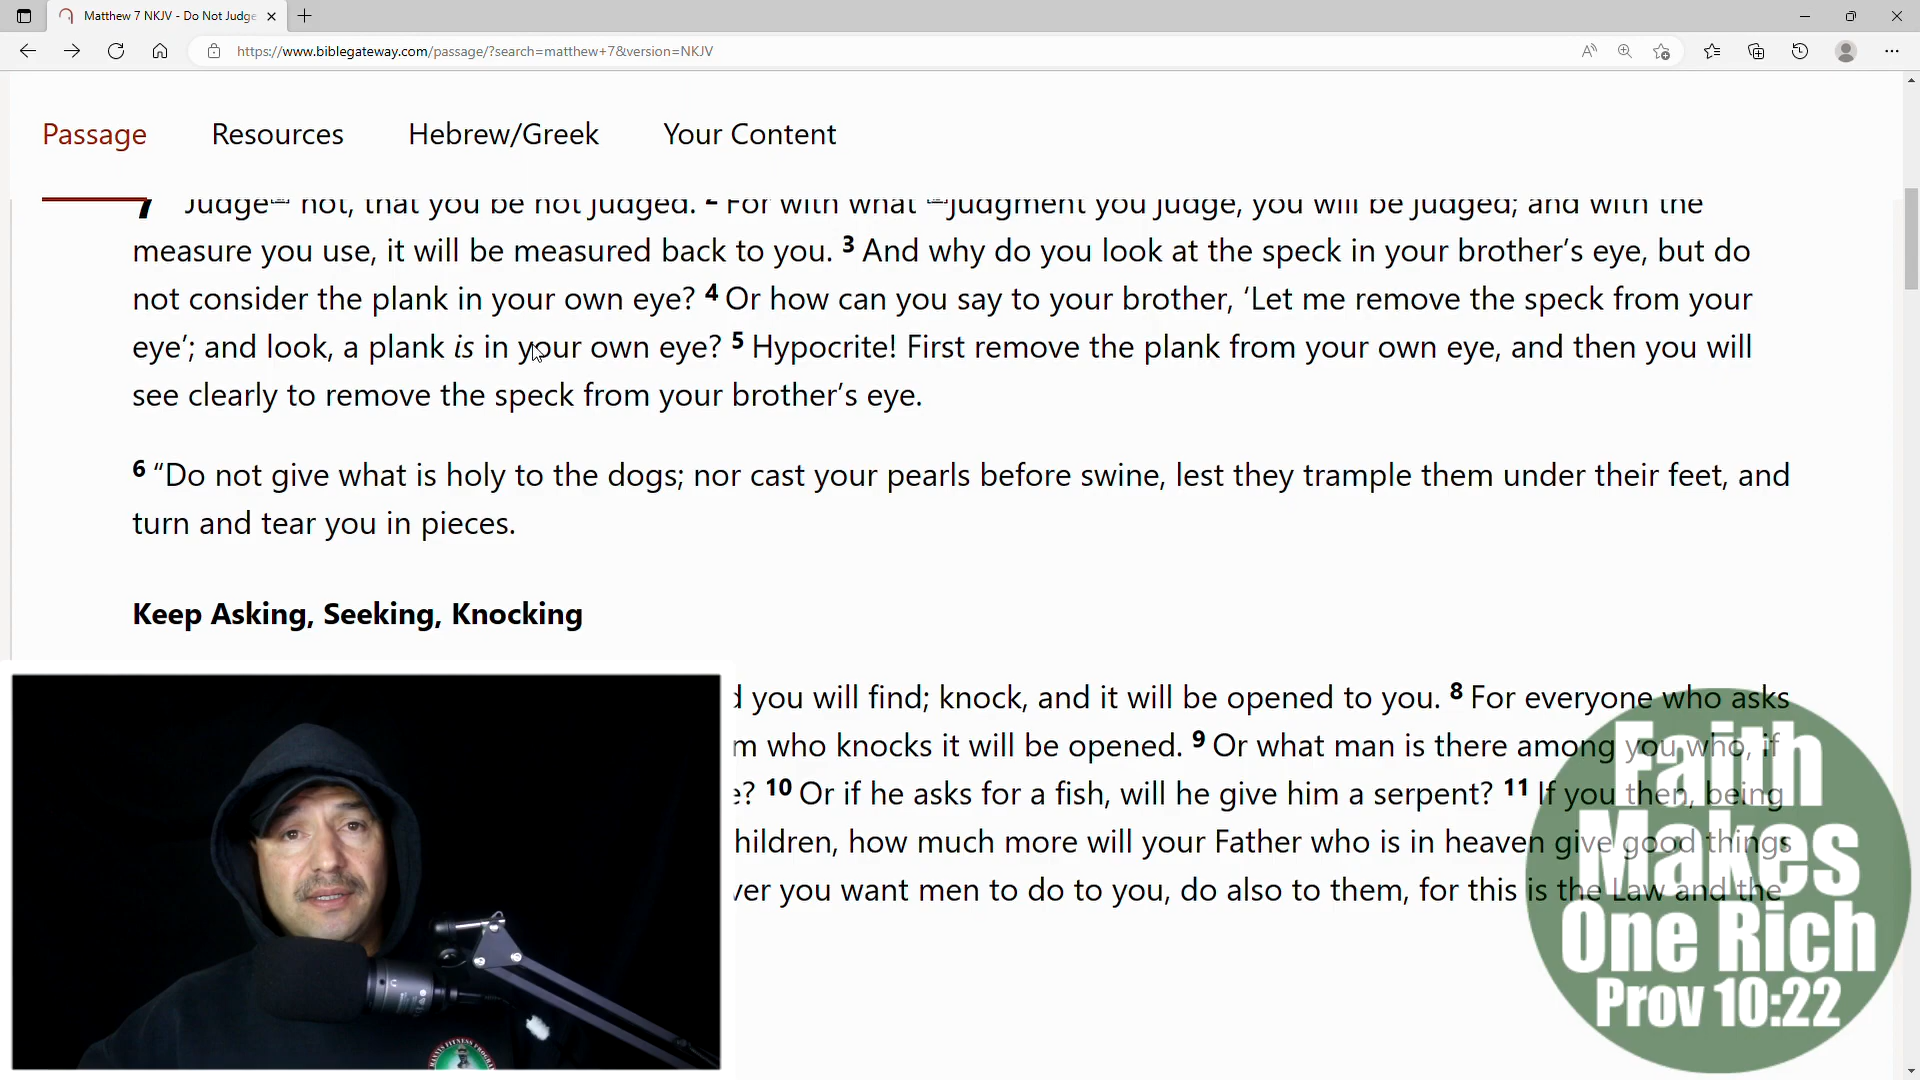 Matthew 7 NKJV - Do Not Judge
https://www.biblegateway.com/passage/?search=matthew+7&version=NKJV
Passage Resources Hebrew/Greek Your Content
7 Judge not, that you be not judged. 2 For with what judgment you judge, you will be judged; and with the
measure you use, it will be measured back to you. 3 And why do you look at the speck in your brother’s eye, but do
not consider the plank in your own eye? 4 Or how can you say to your brother, ‘Let me remove the speck from your
eye’; and look, a plank is in your own eye? 5 Hypocrite! First remove the plank from your own eye, and then you will
see clearly to remove the speck from your brother’s eye.
6 “Do not give what is holy to the dogs; nor cast your pearls before swine, lest they trample them under their feet, and
turn and tear you in pieces.
Keep Asking, Seeking, Knocking
d you will find; knock, and it will be opened to you. 8 For everyone who asks
m who knocks it will be opened. 9 Or what man is there among you who, if
e? 10 Or if he asks for a fish, will he give him a serpent? 11 If you then, being
hildren, how much more will your Father who is in heaven give good things
ver you want men to do to you, do also to them, for this is the Law and the
Faith
Makes
One Rich
Prov 10:22